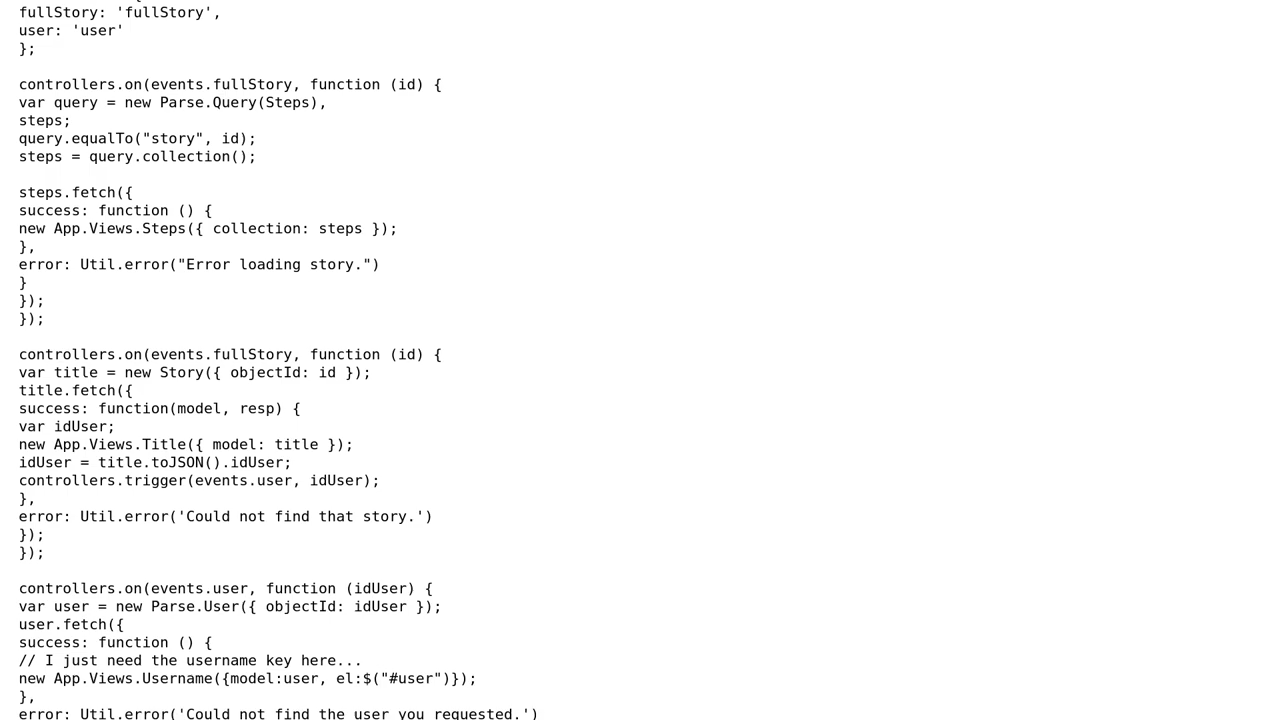 fullStory: 'fullStory',
user: 'user'
};

controllers.on(events.fullStory, function (id) {
var query = new Parse.Query(Steps),
steps;
query.equalTo("story", id);
steps = query.collection();

steps.fetch({
success: function () {
new App.Views.Steps({ collection: steps });
},
error: Util.error("Error loading story.")
}
});
});

controllers.on(events.fullStory, function (id) {
var title = new Story({ objectId: id });
title.fetch({
success: function(model, resp) {
var idUser;
new App.Views.Title({ model: title });
idUser = title.toJSON().idUser;
controllers.trigger(events.user, idUser);
},
error: Util.error('Could not find that story.')
});
});

controllers.on(events.user, function (idUser) {
var user = new Parse.User({ objectId: idUser });
user.fetch({
success: function () {
// I just need the username key here...
new App.Views.Username({model:user, el:$("#user")});
},
error: Util.error('Could not find the user you requested.')